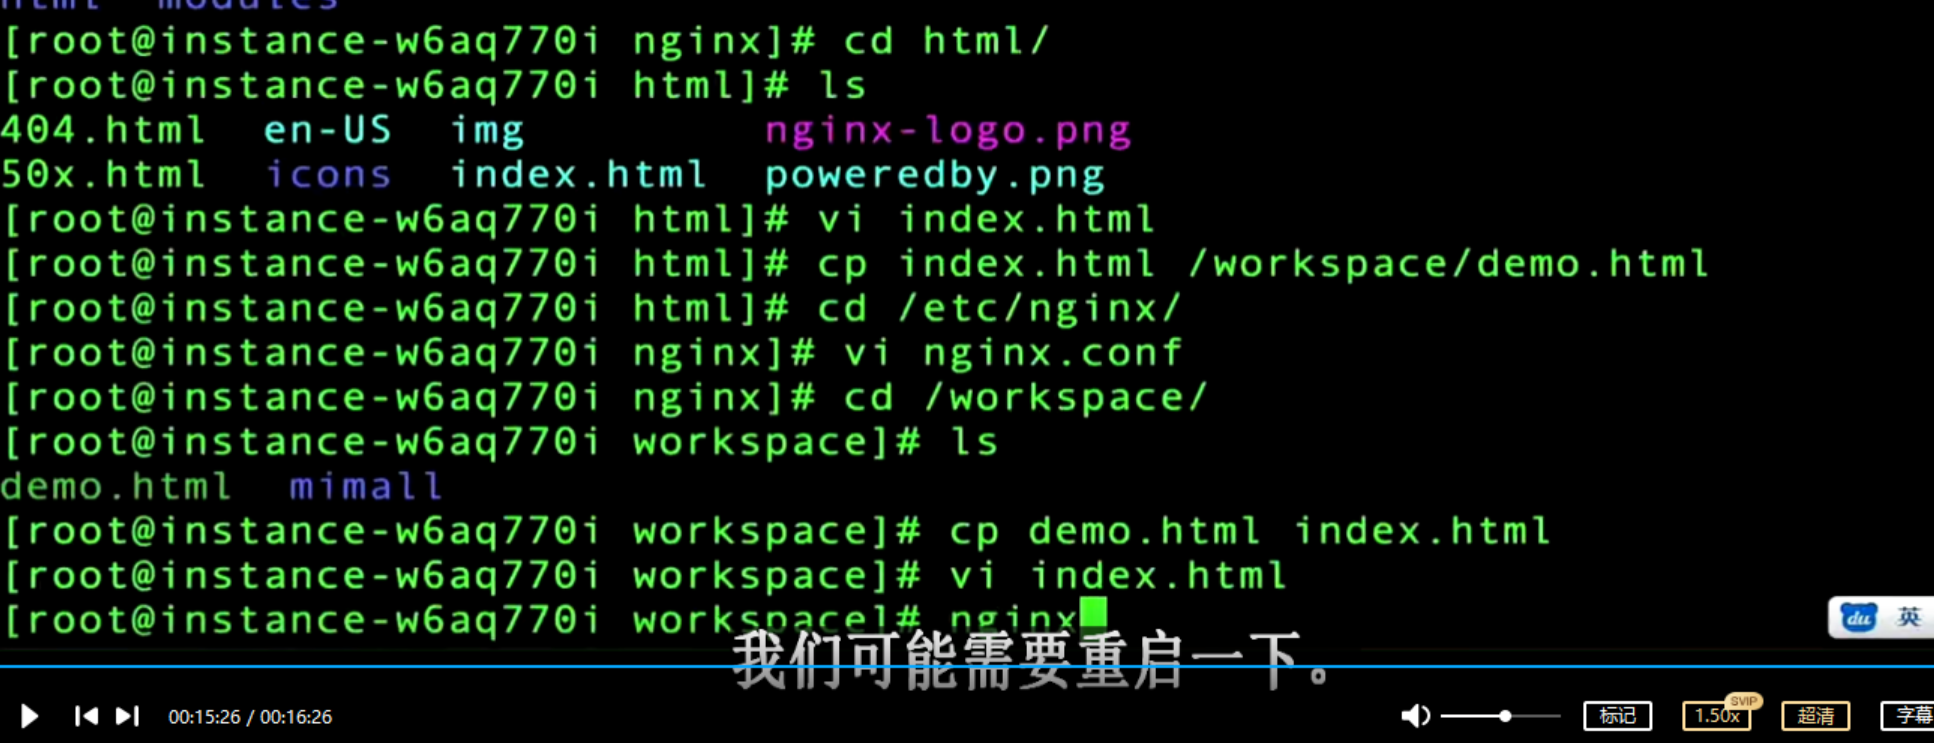 html  modules
[root@instance-w6aq770i nginx]# cd html/
[root@instance-w6aq770i html]# ls
404.html  en-US  img         nginx-logo.png
50x.html  icons  index.html  poweredby.png
[root@instance-w6aq770i html]# vi index.html
[root@instance-w6aq770i html]# cp index.html /workspace/demo.html
[root@instance-w6aq770i html]# cd /etc/nginx/
[root@instance-w6aq770i nginx]# vi nginx.conf
[root@instance-w6aq770i nginx]# cd /workspace/
[root@instance-w6aq770i workspace]# ls
demo.html  mimall
[root@instance-w6aq770i workspace]# cp demo.html index.html
[root@instance-w6aq770i workspace]# vi index.html
[root@instance-w6aq770i workspace]# nginx
du 英
我们可能需要重启一下。
00:15:26 / 00:16:26 标记 1.50x SVIP 超清 字幕